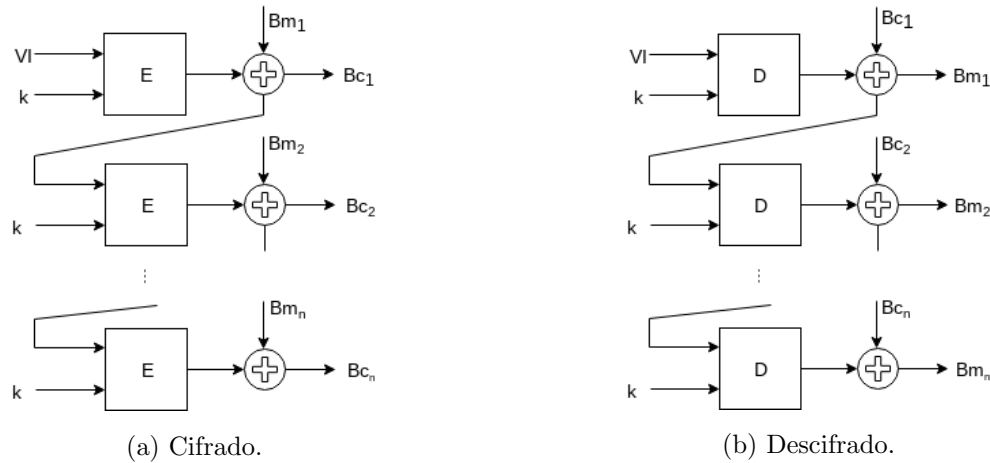 Bm1
VI
E
Bc1
k
Bm2
E
Bc2
k
⋮
Bmn
E
Bcn
k
(a) Cifrado.
Bc1
VI
D
Bm1
k
Bc2
D
Bm2
k
⋮
Bcn
D
Bmn
k
(b) Descifrado.